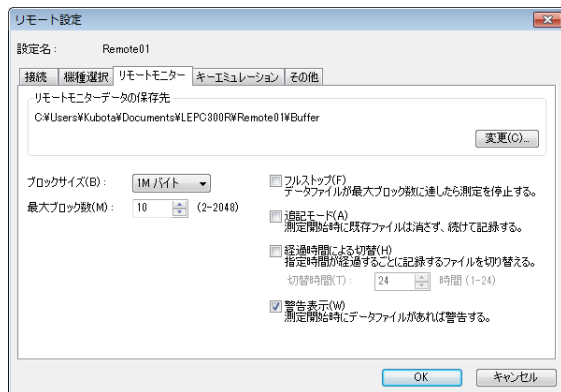 リモート設定
設定名： Remote01
接続 機種選択 リモートモニター キーエミュレーション その他
リモートモニターデータの保存先
C:¥Users¥Kubota¥Documents¥LEPC300R¥Remote01¥Buffer
変更(C)...
ブロックサイズ(B)： 1M バイト
最大ブロック数(M)： 10 (2-2048)
フルストップ(F)
データファイルが最大ブロック数に達したら測定を停止する。
追記モード(A)
測定開始時に既存ファイルは消さず、続けて記録する。
経過時間による切替(H)
指定時間が経過するごとに記録するファイルを切り替える。
切替時間(T)： 24 時間 (1-24)
警告表示(W)
測定開始時にデータファイルがあれば警告する。
OK キャンセル